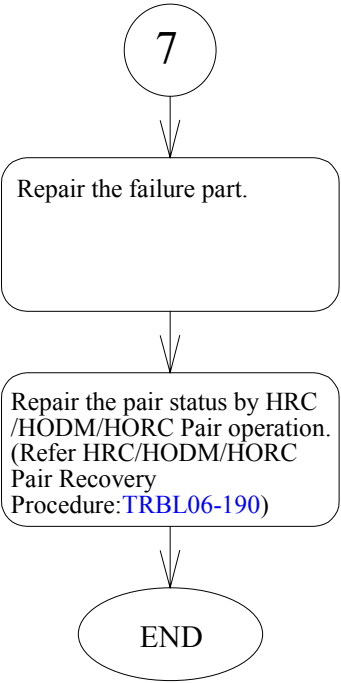 7
Repair the failure part.
Repair the pair status by HRC
/HODM/HORC Pair operation.
(Refer HRC/HODM/HORC
Pair Recovery
Procedure:TRBL06-190)
END